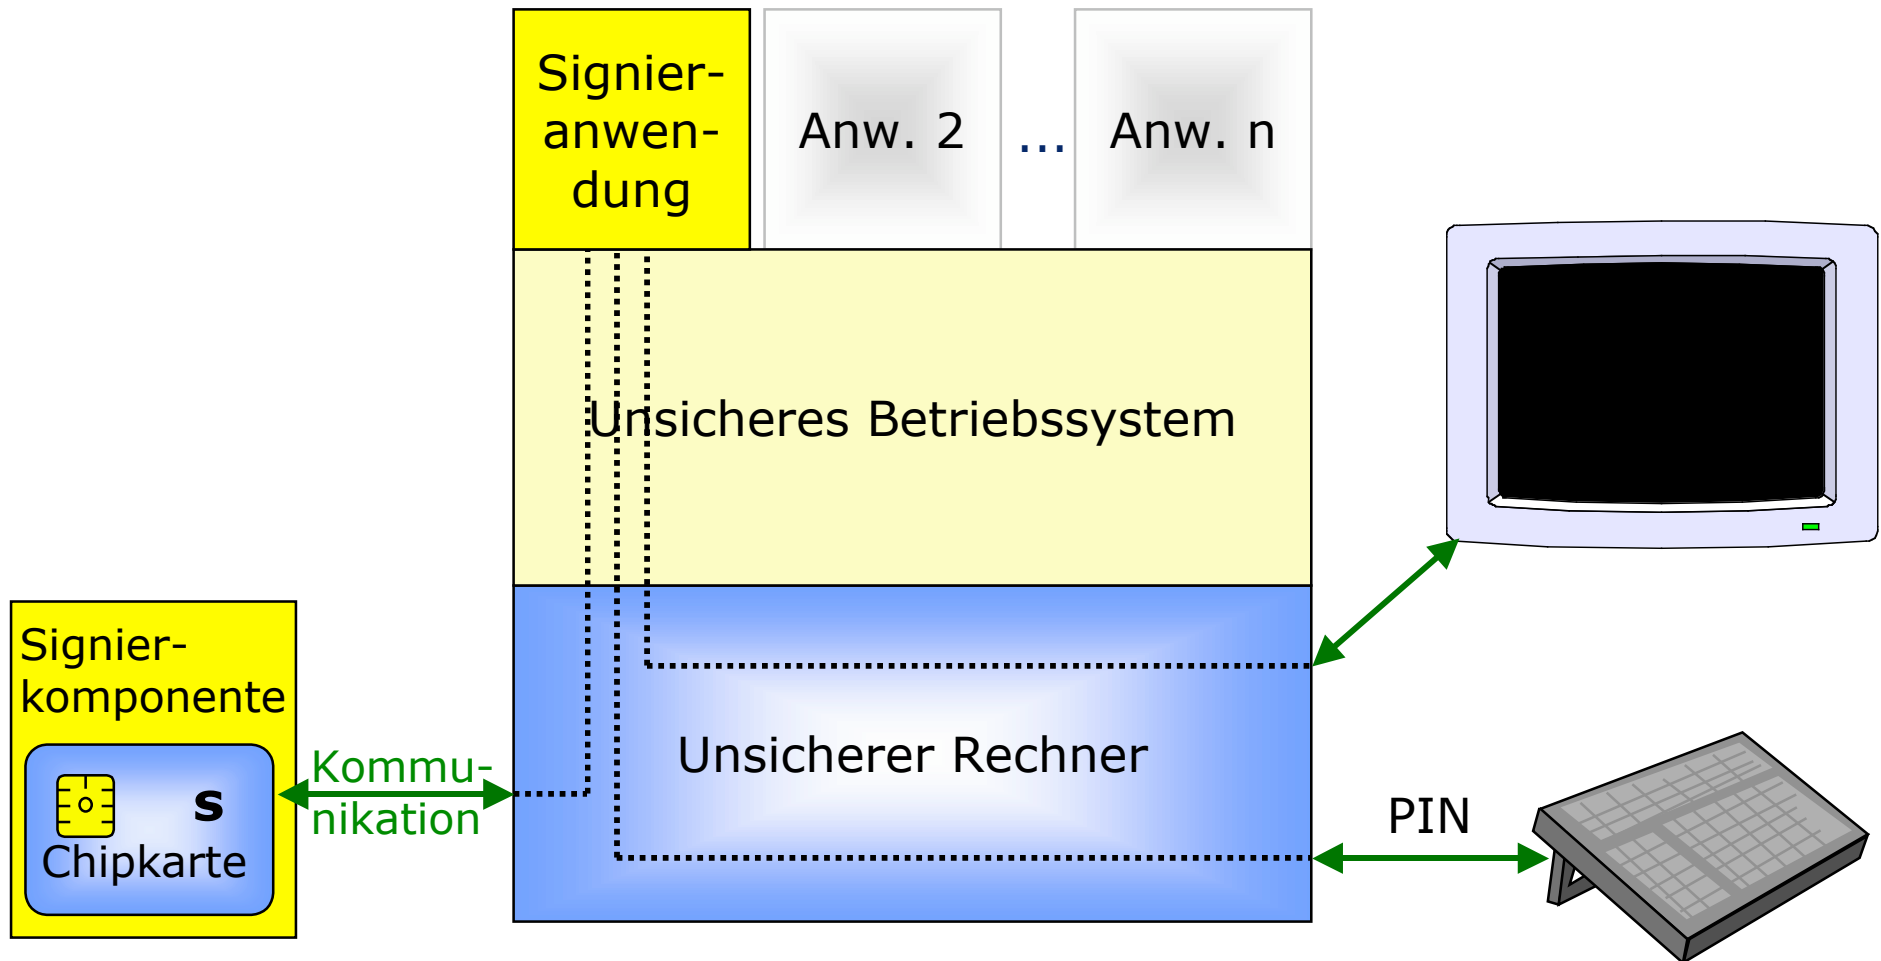 Signier-
anwen-
dung
Anw. 2
...
Anw. n
Unsicheres Betriebssystem
Signier-
komponente
s
Chipkarte
Kommu-
nikation
Unsicherer Rechner
PIN